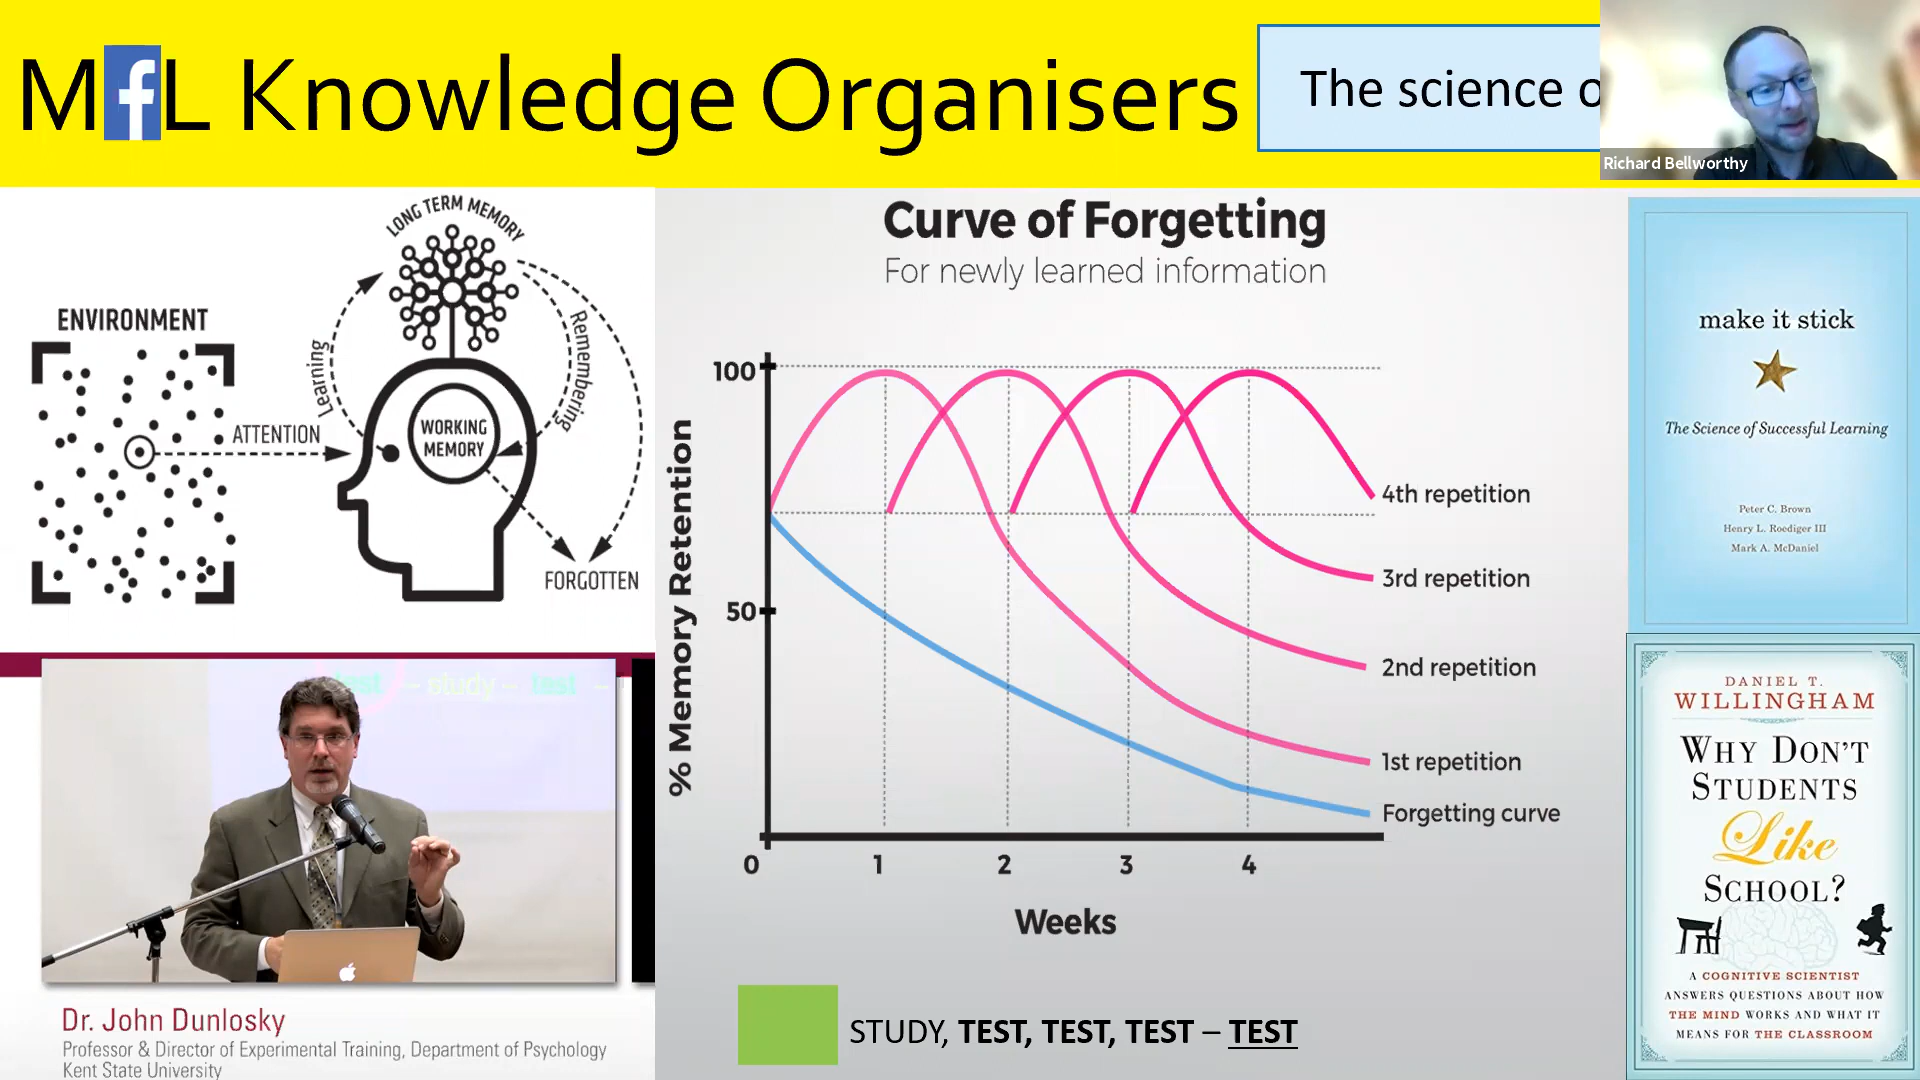 MfL Knowledge Organisers
The science o
Richard Bellworthy
LONG TERM MEMORY
ENVIRONMENT
Learning
Remembering
ATTENTION
WORKING
MEMORY
FORGOTTEN
test – study – test –
Dr. John Dunlosky
Professor & Director of Experimental Training, Department of Psychology
Kent State University
Curve of Forgetting
For newly learned information
% Memory Retention
100
50
0
1
2
3
4
Weeks
4th repetition
3rd repetition
2nd repetition
1st repetition
Forgetting curve
STUDY, TEST, TEST, TEST – TEST
make it stick
The Science of Successful Learning
Peter C. Brown
Henry L. Roediger III
Mark A. McDaniel
DANIEL T.
WILLINGHAM
WHY DON'T
STUDENTS
Like
SCHOOL?
A COGNITIVE SCIENTIST
ANSWERS QUESTIONS ABOUT HOW
THE MIND WORKS AND WHAT IT
MEANS FOR THE CLASSROOM